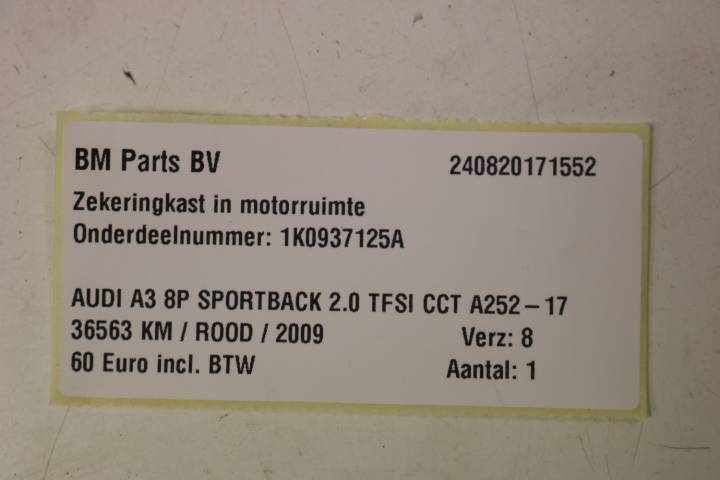 BM Parts BV 240820171552
Zekeringkast in motorruimte
Onderdeelnummer: 1K0937125A
AUDI A3 8P SPORTBACK 2.0 TFSI CCT A252 – 17
36563 KM / ROOD / 2009 Verz: 8
60 Euro incl. BTW Aantal: 1